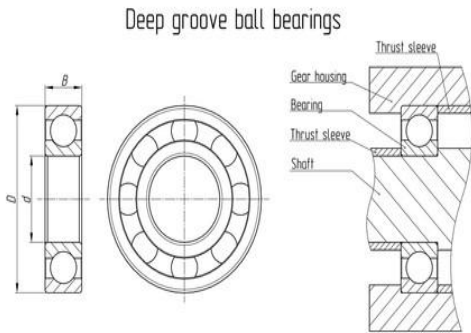 Deep groove ball bearings
B
D
d
Thrust sleeve
Gear housing
Bearing
Thrust sleeve
Shaft